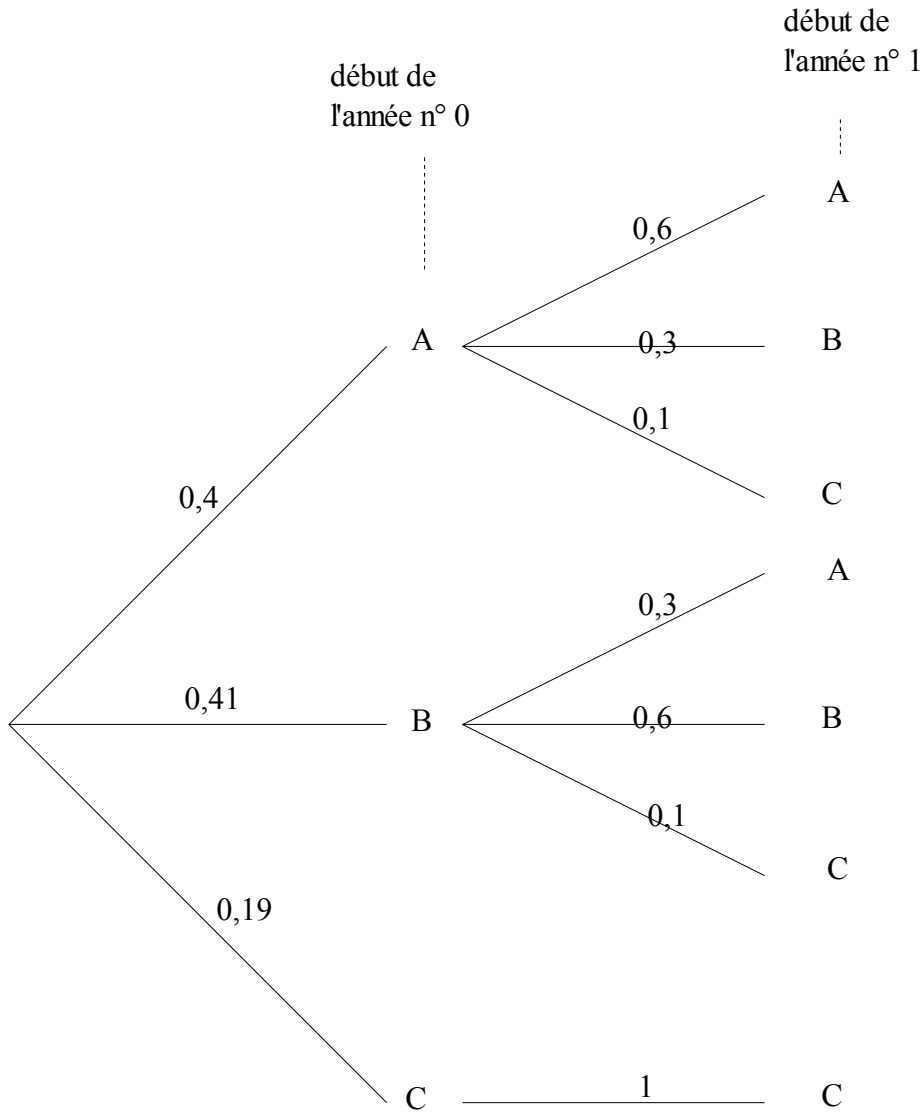 début de
l'année n° 1
début de
l'année n° 0
A
0,6
A
0,3
B
0,1
C
0,4
A
0,3
0,41
B
0,6
B
0,1
C
0,19
C
1
C